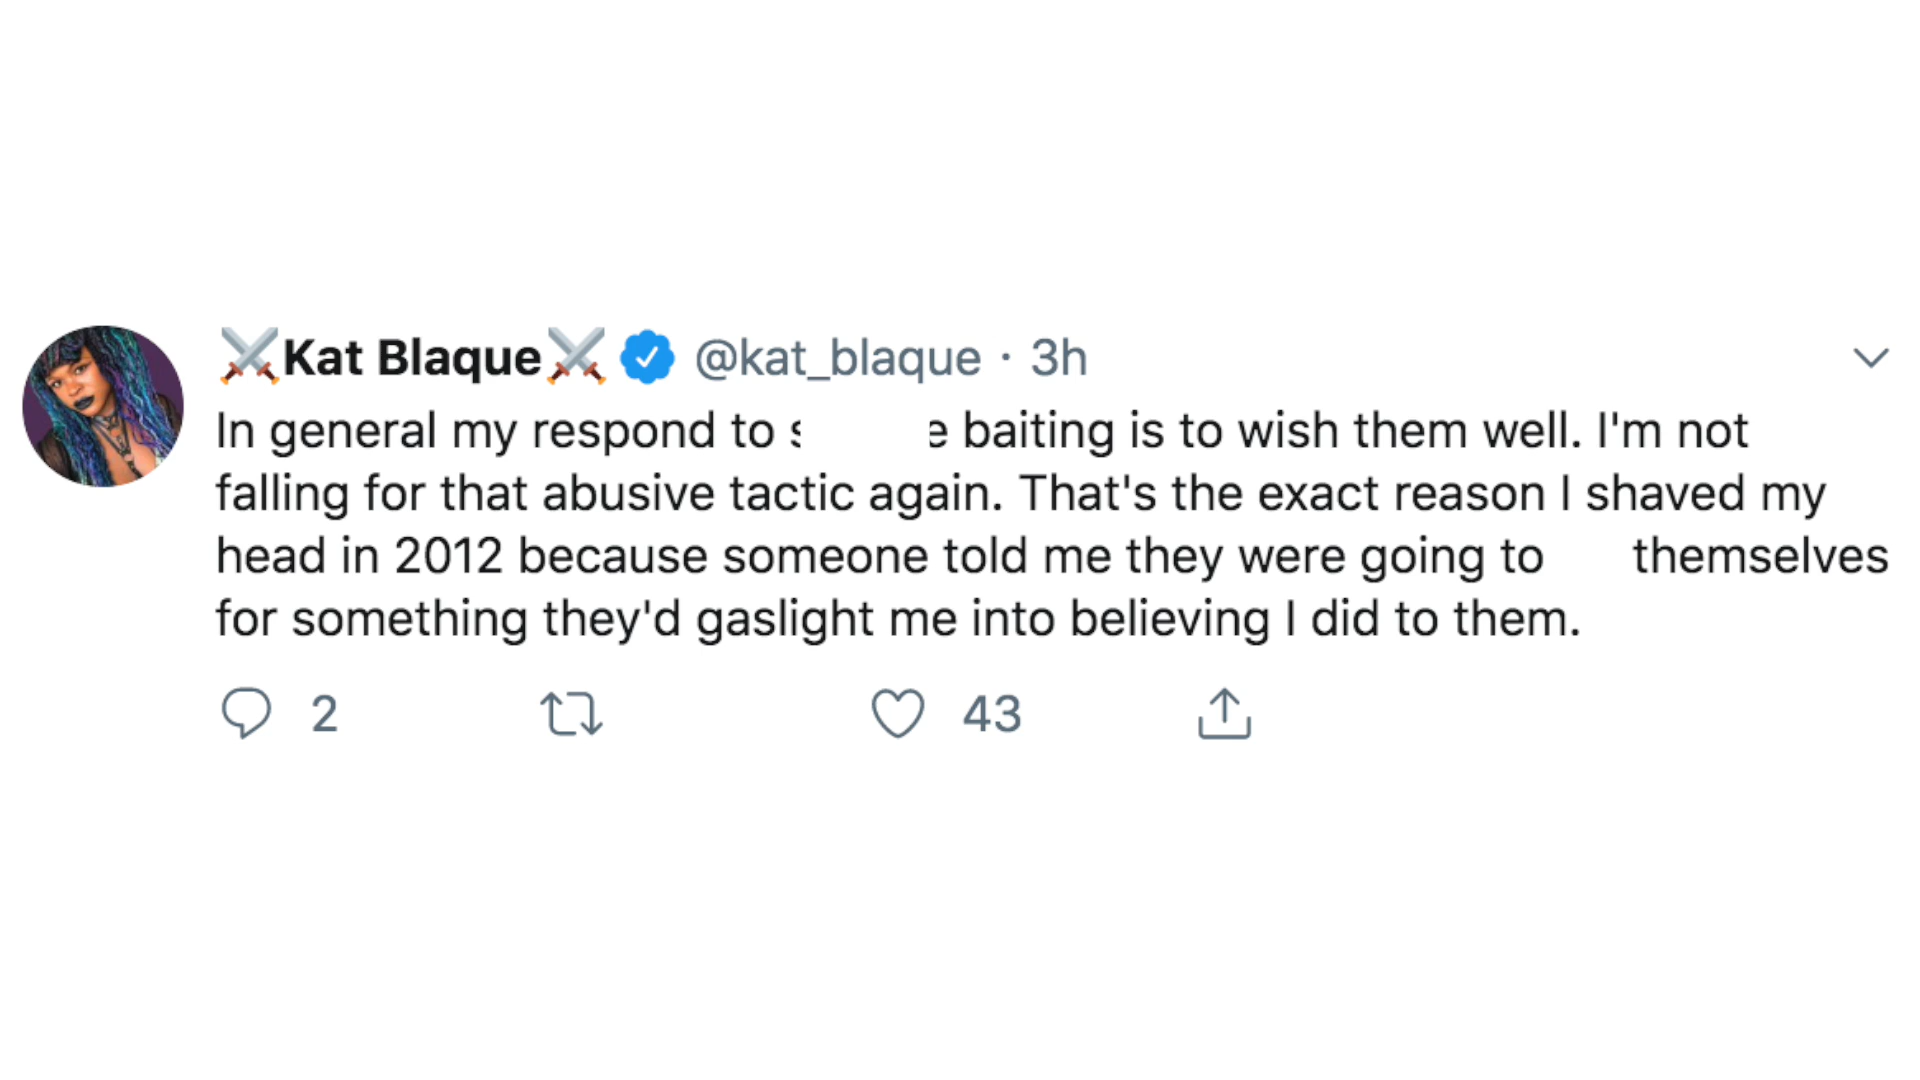 ⚔️Kat Blaque⚔️ @kat_blaque · 3h
In general my respond to baiting is to wish them well. I'm not
falling for that abusive tactic again. That's the exact reason I shaved my
head in 2012 because someone told me they were going to themselves
for something they'd gaslight me into believing I did to them.
2 43